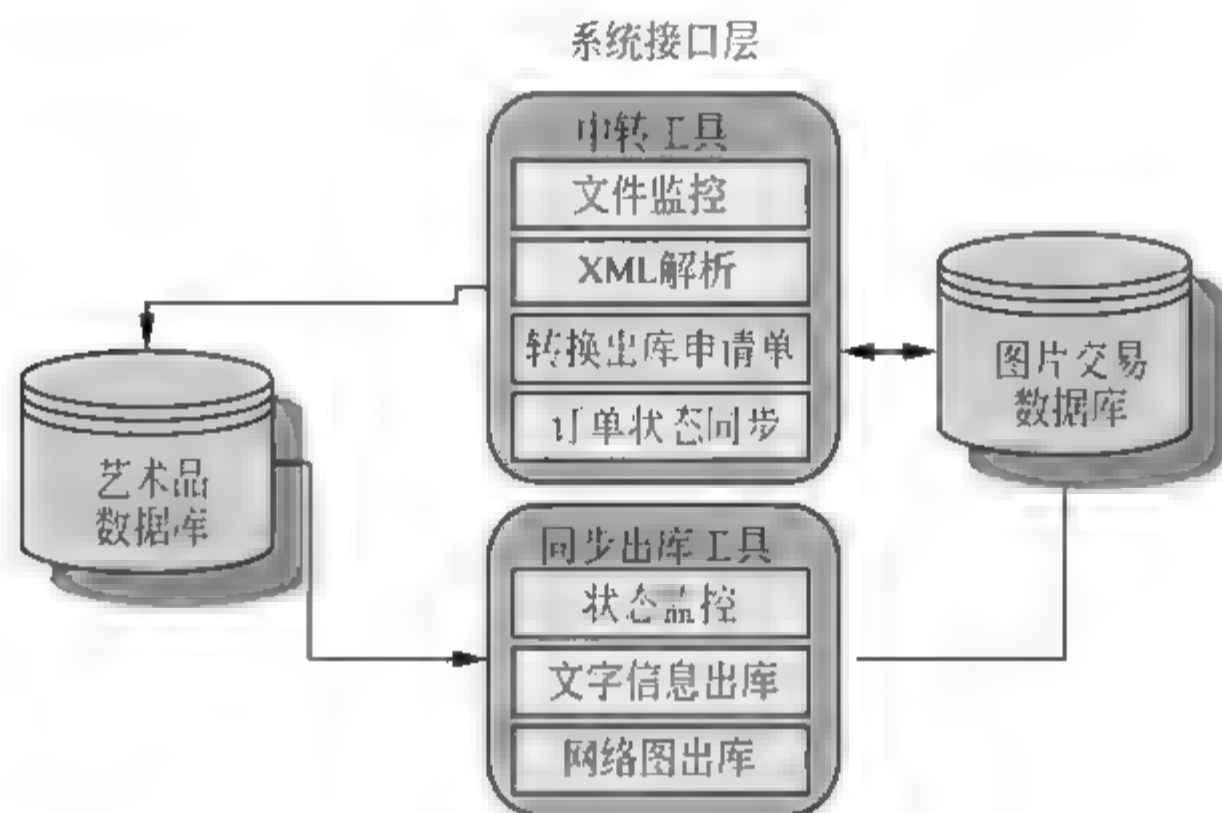 系统接口层
中转工具
文件监控
XML解析
转换出库申请单
订单状态同步
图片交易
数据库
艺术品
数据库
同步出库工具
状态监控
文字信息出库
网络图出库